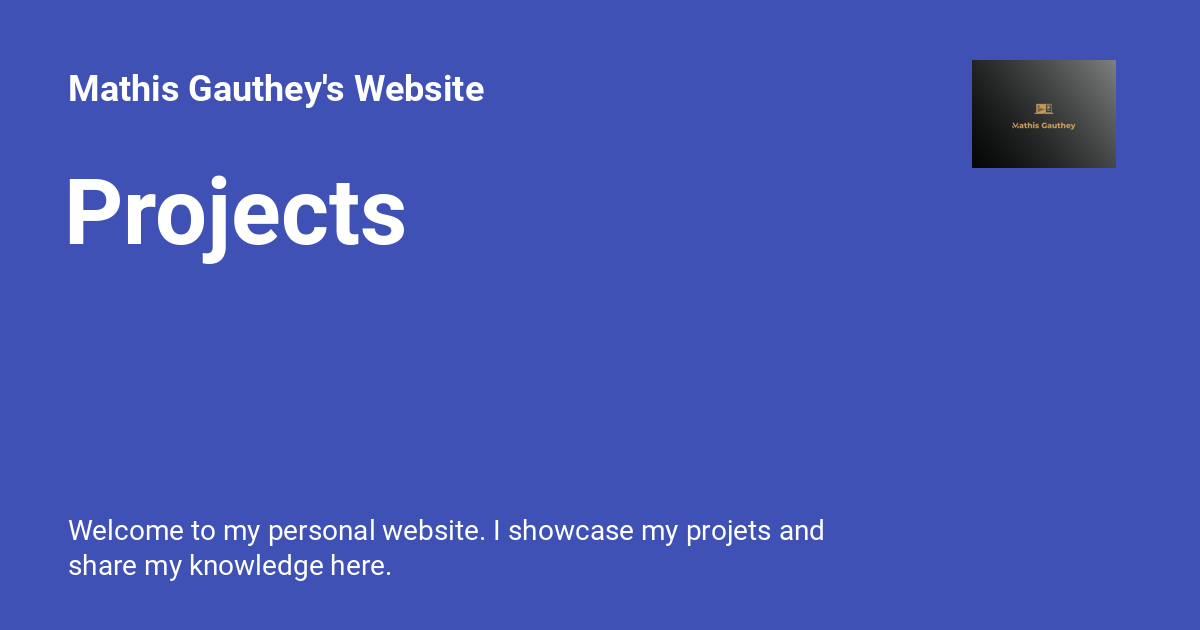 Mathis Gauthey's Website
Mathis Gauthey
Projects
Welcome to my personal website. I showcase my projets and
share my knowledge here.